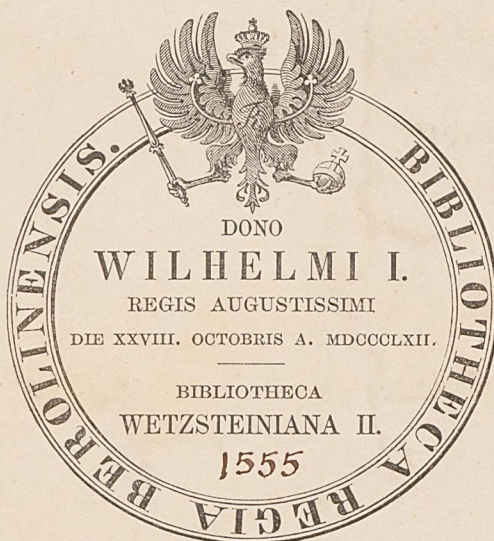 BIBLIOTHECA REGIA BEROLINENSIS.
DONO
WILHELMI I.
REGIS AUGUSTISSIMI
DIE XXVIII. OCTOBRIS A. MDCCCLXII.
BIBLIOTHECA
WETZSTEINIANA II.
1555